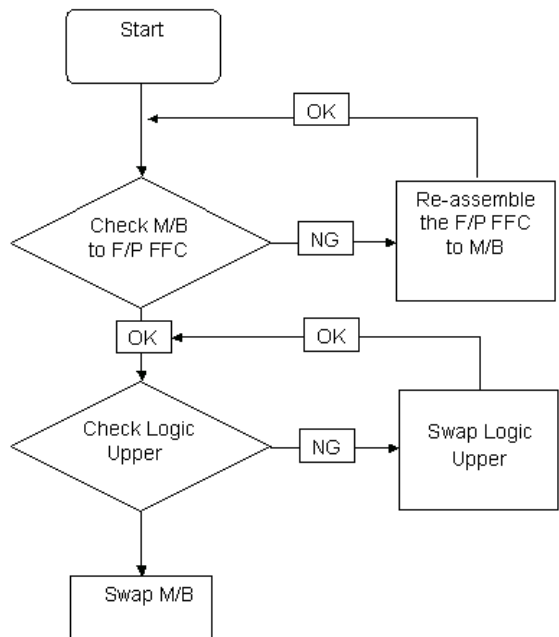 Start
OK
Check M/B
to F/P FFC
NG
Re-assemble
the F/P FFC
to M/B
OK
OK
Check Logic
Upper
NG
Swap Logic
Upper
Swap M/B